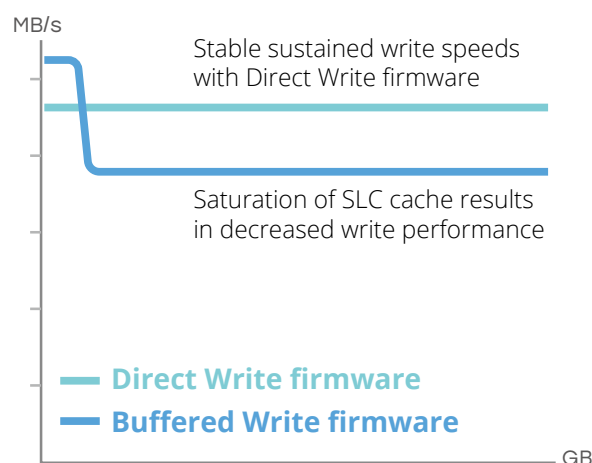 MB/s
Stable sustained write speeds
with Direct Write firmware
Saturation of SLC cache results
in decreased write performance
Direct Write firmware
Buffered Write firmware
GB